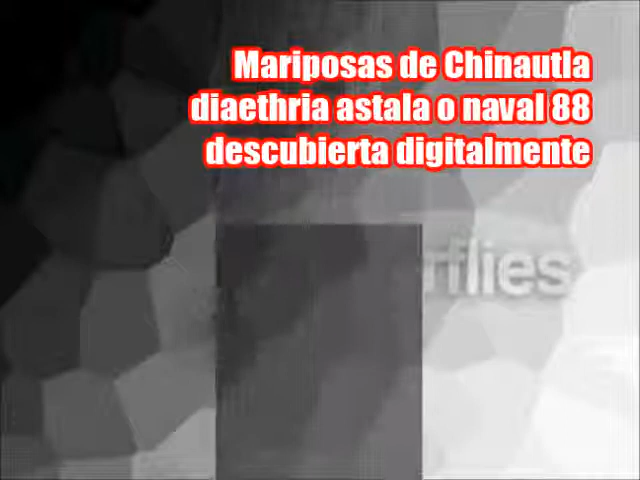 Mariposas de Chinautla
diaethria astala o naval 88
descubierta digitalmente
rflies